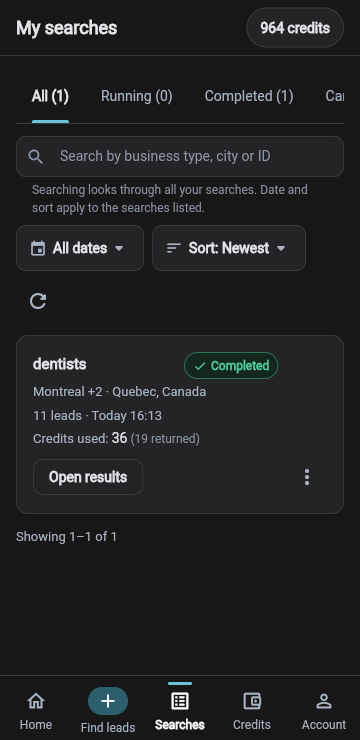 My searches
964 credits
All (1)
Running (0)
Completed (1)
Search by business type, city or ID
Searching looks through all your searches. Date and
sort apply to the searches listed.
All dates
Sort: Newest
dentists
Completed
Montreal +2 · Quebec, Canada
11 leads · Today 16:13
Credits used: 36 (19 returned)
Open results
Showing 1–1 of 1
Home
Find leads
Searches
Credits
Account